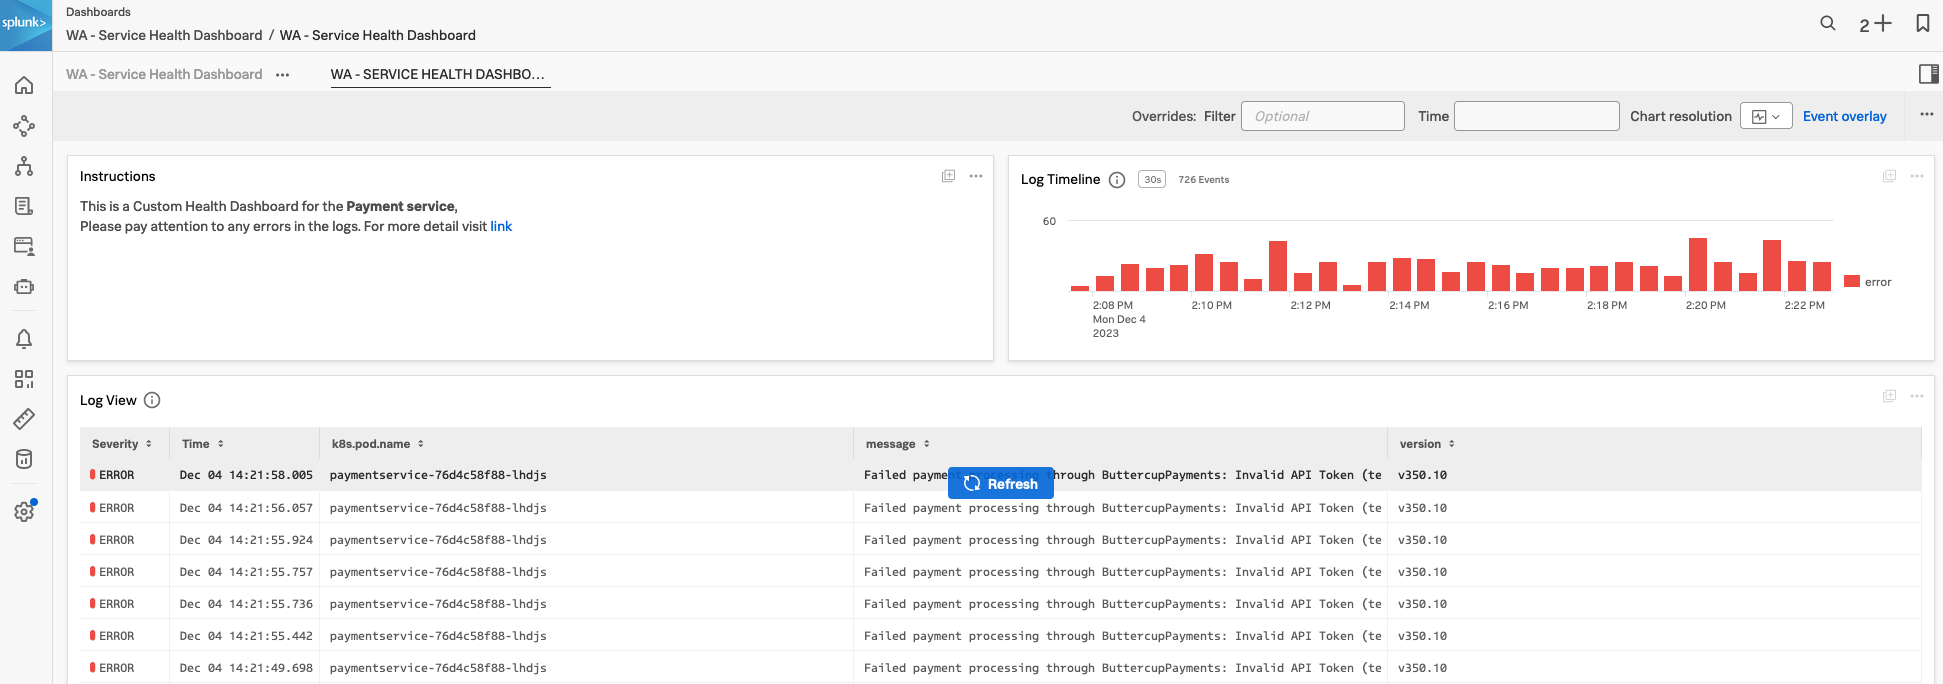 splunk>
Dashboards
WA - Service Health Dashboard / WA - Service Health Dashboard
2
WA - Service Health Dashboard ••• WA - SERVICE HEALTH DASHBO...
Overrides: Filter Optional Time Chart resolution Event overlay
Instructions
This is a Custom Health Dashboard for the Payment service,
Please pay attention to any errors in the logs. For more detail visit link
Log Timeline 30s 726 Events
60
error
2:08 PM 2:10 PM 2:12 PM 2:14 PM 2:16 PM 2:18 PM 2:20 PM 2:22 PM
Mon Dec 4
2023
Log View
Severity Time k8s.pod.name message version
ERROR Dec 04 14:21:58.005 paymentservice-76d4c58f88-lhdjs Failed payment processing through ButtercupPayments: Invalid API Token (te v350.10
Refresh
ERROR Dec 04 14:21:56.057 paymentservice-76d4c58f88-lhdjs Failed payment processing through ButtercupPayments: Invalid API Token (te v350.10
ERROR Dec 04 14:21:55.924 paymentservice-76d4c58f88-lhdjs Failed payment processing through ButtercupPayments: Invalid API Token (te v350.10
ERROR Dec 04 14:21:55.757 paymentservice-76d4c58f88-lhdjs Failed payment processing through ButtercupPayments: Invalid API Token (te v350.10
ERROR Dec 04 14:21:55.736 paymentservice-76d4c58f88-lhdjs Failed payment processing through ButtercupPayments: Invalid API Token (te v350.10
ERROR Dec 04 14:21:55.442 paymentservice-76d4c58f88-lhdjs Failed payment processing through ButtercupPayments: Invalid API Token (te v350.10
ERROR Dec 04 14:21:49.698 paymentservice-76d4c58f88-lhdjs Failed payment processing through ButtercupPayments: Invalid API Token (te v350.10